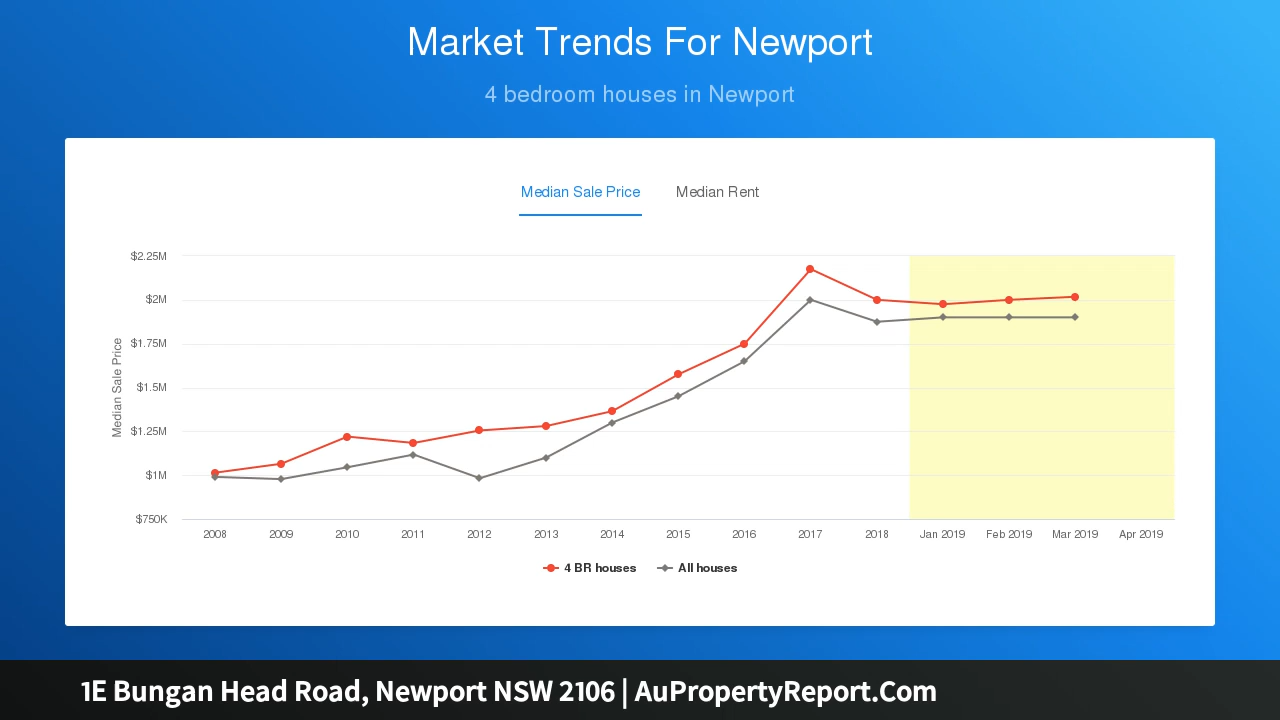 Market Trends For Newport
4 bedroom houses in Newport
Median Sale Price Median Rent
Median Sale Price
$2.25M
$2M
$1.75M
$1.5M
$1.25M
$1M
$750K
2008 2009 2010 2011 2012 2013 2014 2015 2016 2017 2018 Jan 2019 Feb 2019 Mar 2019 Apr 2019
4 BR houses All houses
1E Bungan Head Road, Newport NSW 2106 | AuPropertyReport.Com